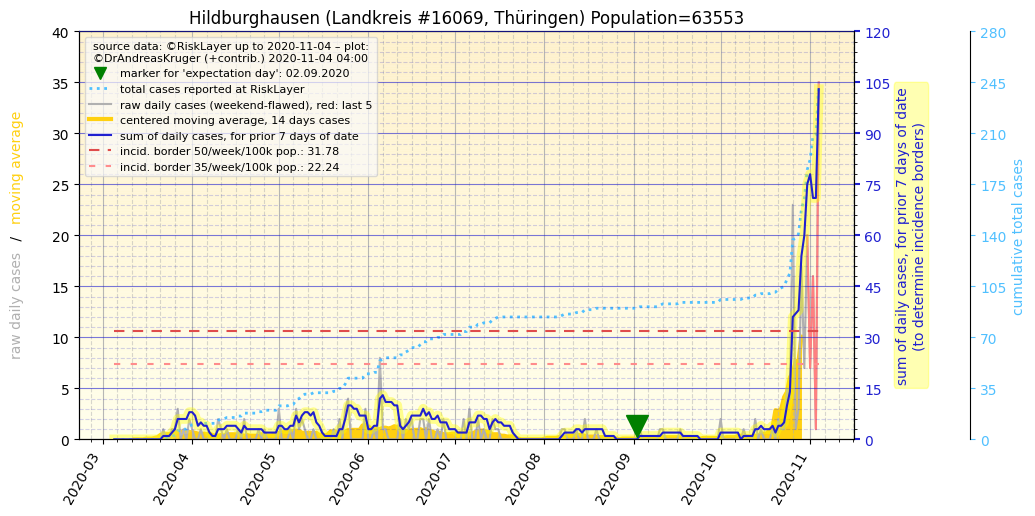 Hildburghausen (Landkreis #16069, Thüringen) Population=63553
source data: ©RiskLayer up to 2020-11-04 – plot:
©DrAndreasKruger (+contrib.) 2020-11-04 04:00
marker for 'expectation day': 02.09.2020
total cases reported at RiskLayer
raw daily cases (weekend-flawed), red: last 5
centered moving average, 14 days cases
sum of daily cases, for prior 7 days of date
incid. border 50/week/100k pop.: 31.78
incid. border 35/week/100k pop.: 22.24
raw daily cases / moving average
40
35
30
25
20
15
10
5
0
2020-03
2020-04
2020-05
2020-06
2020-07
2020-08
2020-09
2020-10
2020-11
120
105
90
75
60
45
30
15
0
sum of daily cases, for prior 7 days of date
(to determine incidence borders)
280
245
210
175
140
105
70
35
0
cumulative total cases